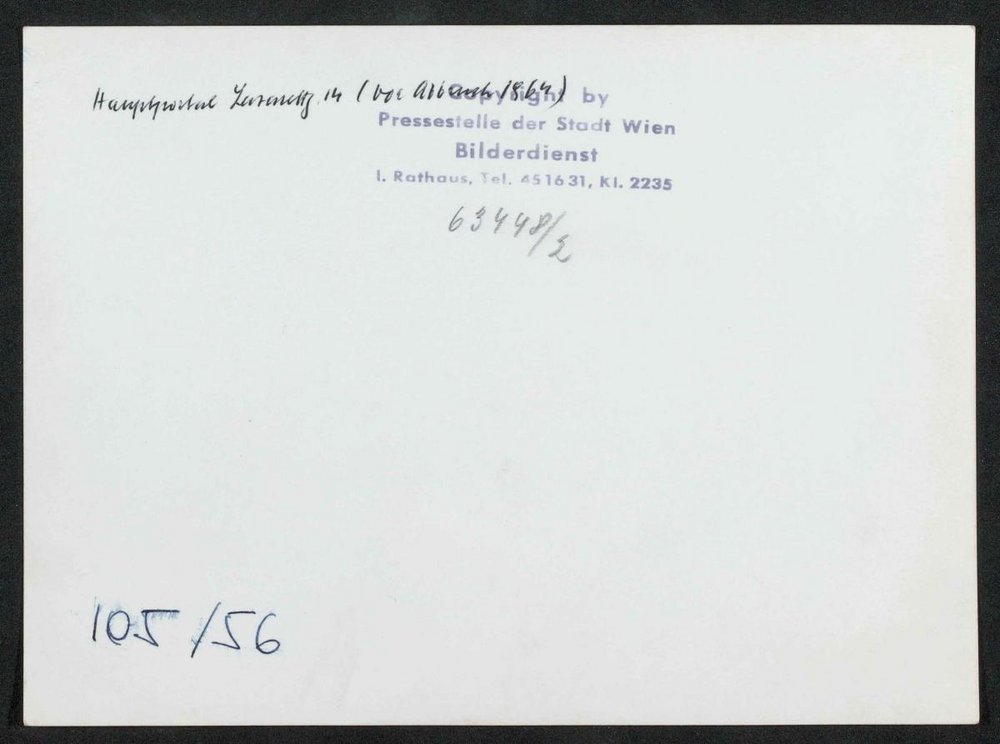 Hauptportal Lazarettg. 14 (vor Abbruch 1964)
Copyright by
Pressestelle der Stadt Wien
Bilderdienst
I. Rathaus, Tel. 451631, Kl. 2235
63448/2
105/56